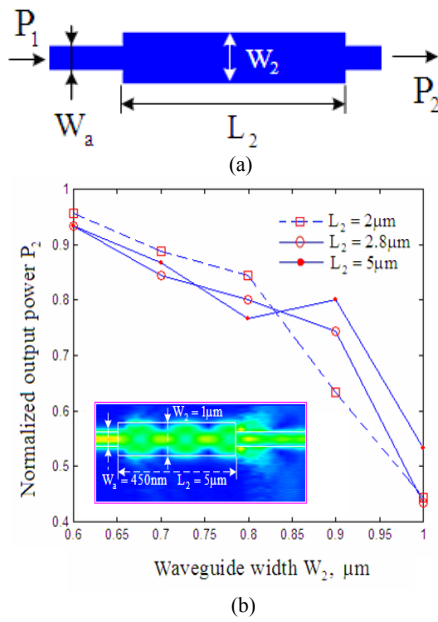 P₁
W₂
P₂
Wₐ
L₂
(a)
1
0.9
0.8
0.7
0.6
0.5
0.4
Normalized output power P₂
L₂ = 2μm
L₂ = 2.8μm
L₂ = 5μm
W₂ = 1μm
Wₐ = 450nm L₂ = 5μm
0.6 0.65 0.7 0.75 0.8 0.85 0.9 0.95 1
Waveguide width W₂, μm
(b)